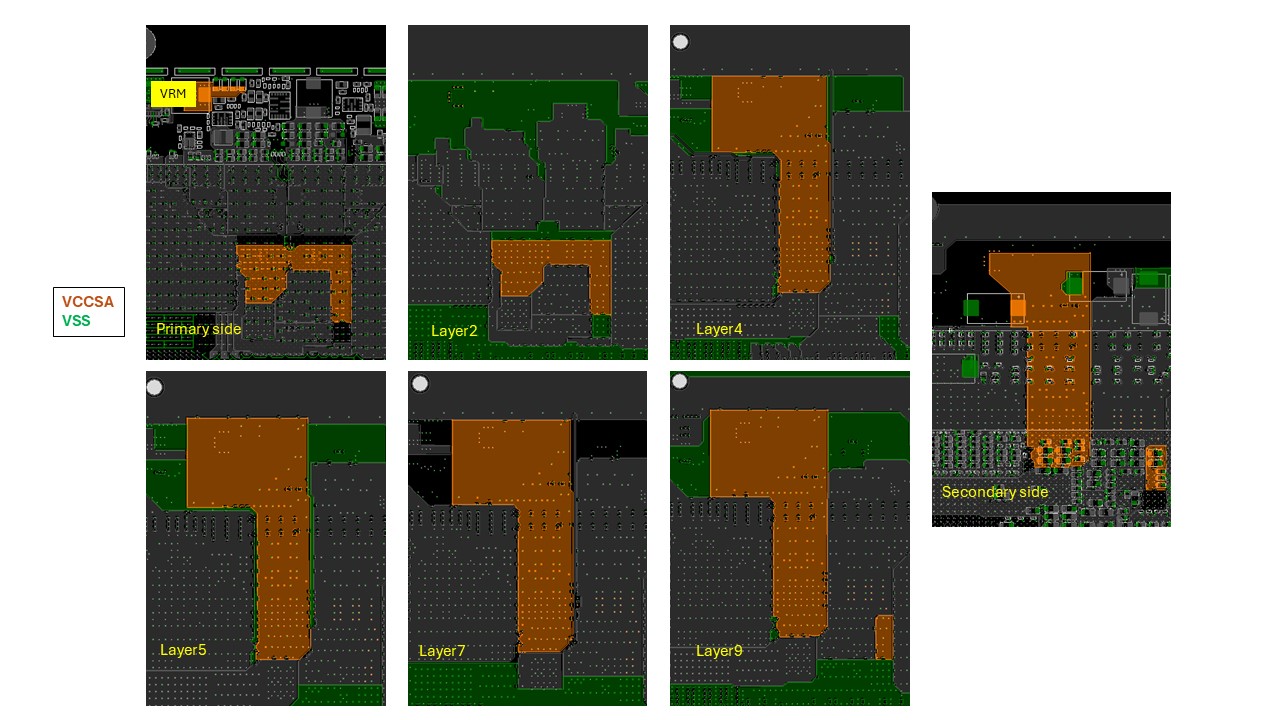 VRM
Primary side
Layer2
Layer4
VCCSA
VSS
Layer5
Layer7
Layer9
Secondary side